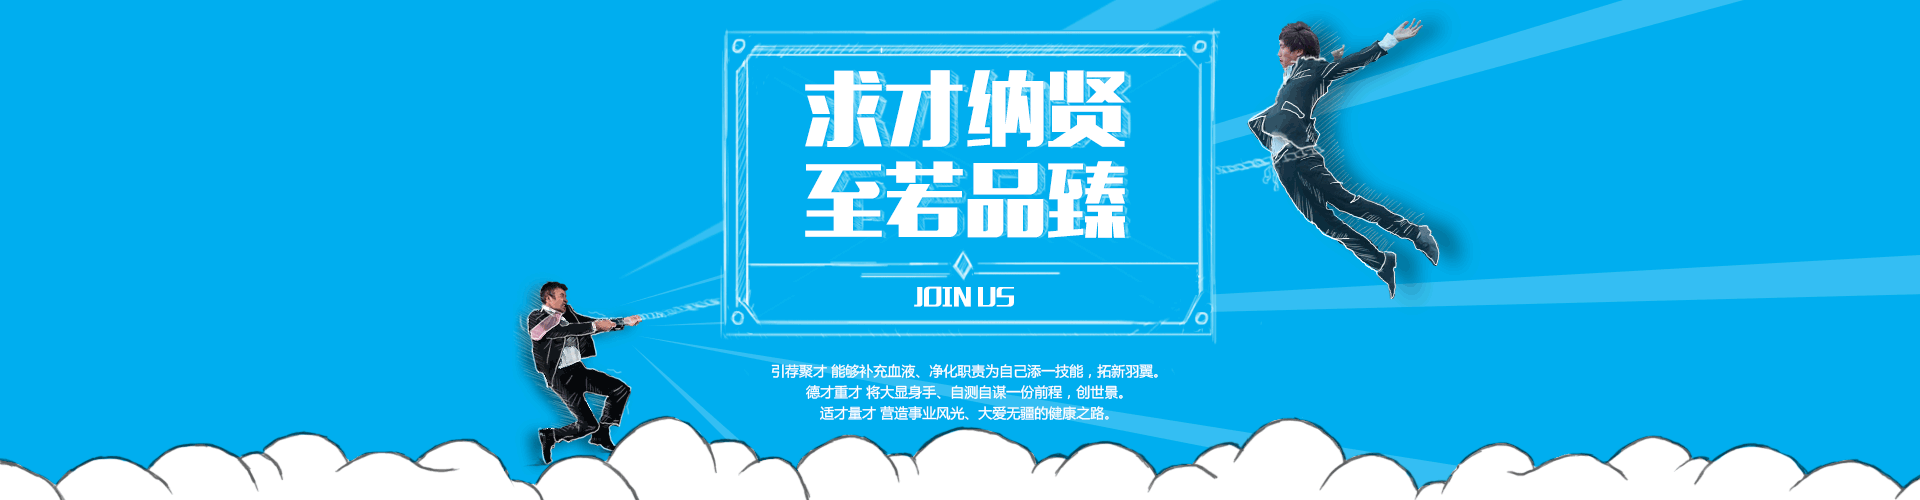 求才纳贤
至若品臻
JOIN US
引荐聚才 能够补充血液、净化职责为自己添一技能，拓新羽翼。
德才重才 将大显身手、自测自谋一份前程，创世景。
适才量才 营造事业风光、大爱无疆的健康之路。